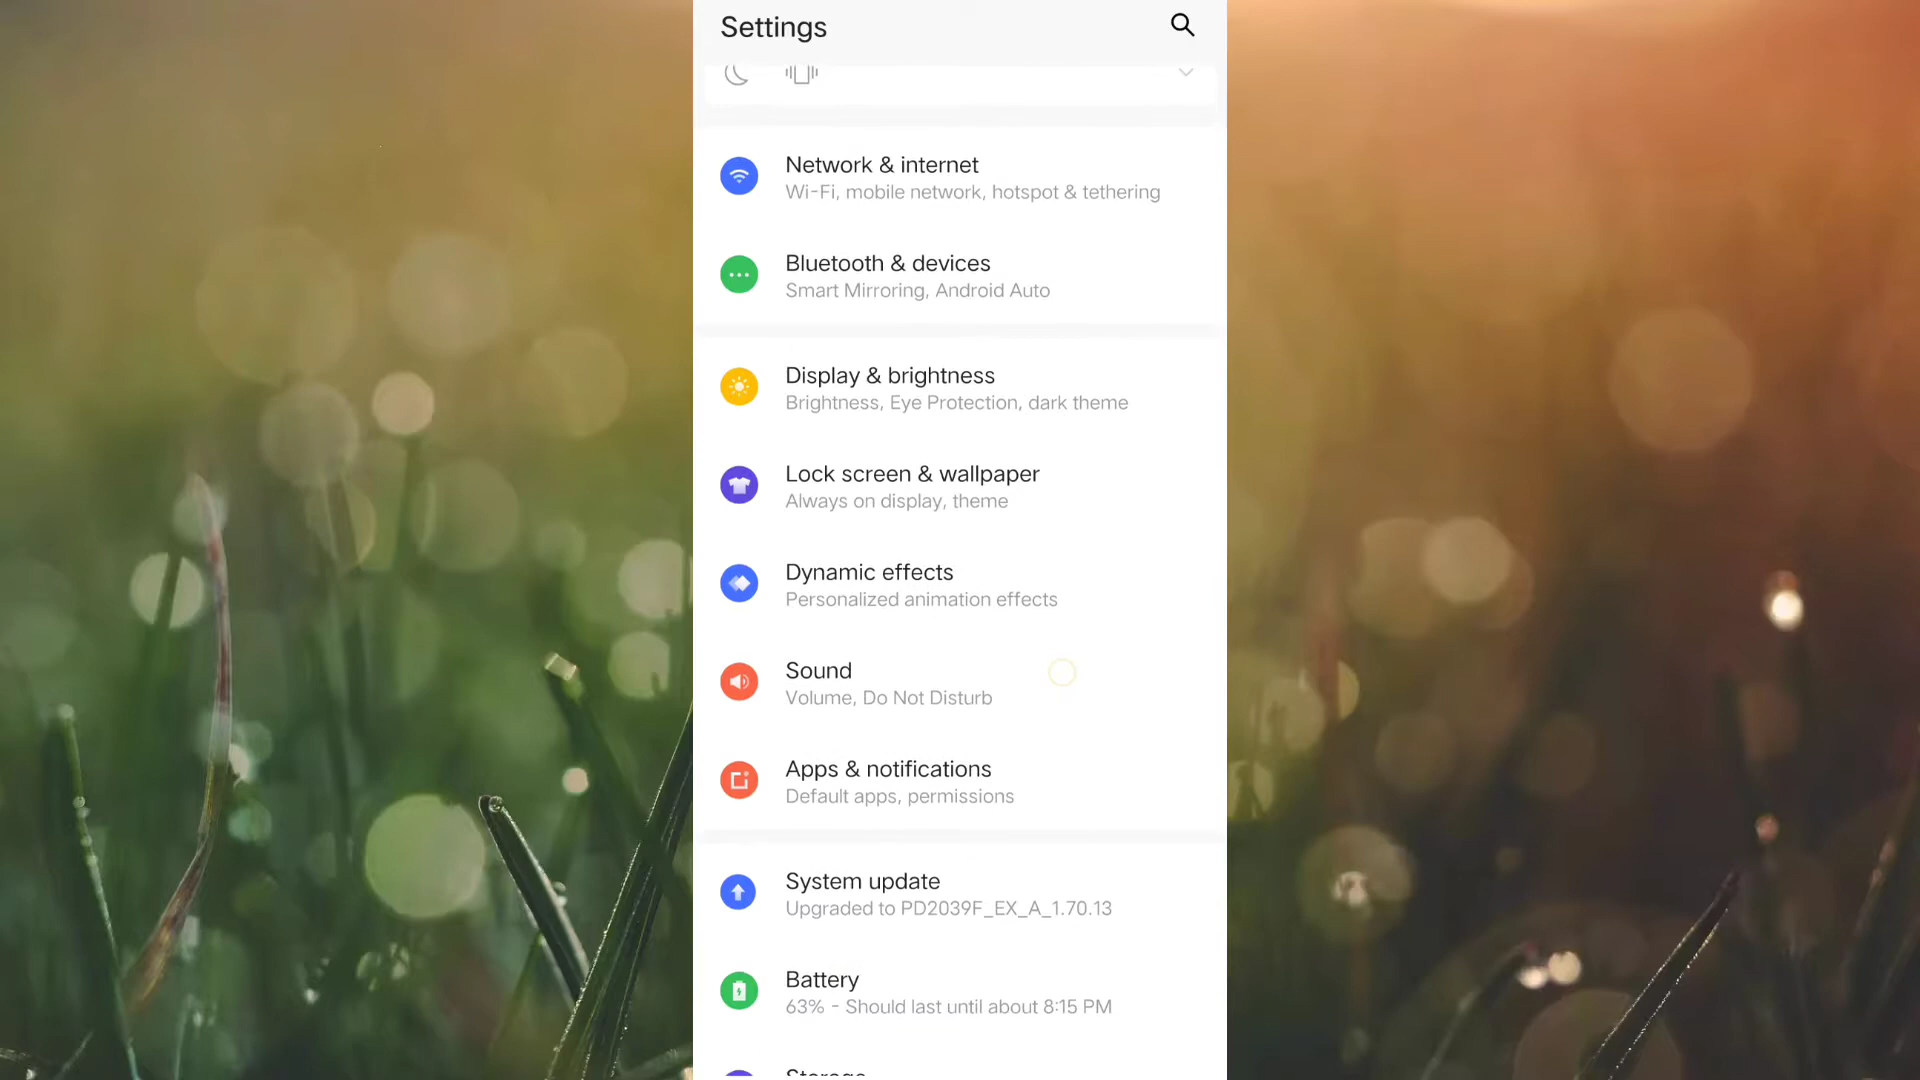 Settings
Network & internet
Wi-Fi, mobile network, hotspot & tethering
Bluetooth & devices
Smart Mirroring, Android Auto
Display & brightness
Brightness, Eye Protection, dark theme
Lock screen & wallpaper
Always on display, theme
Dynamic effects
Personalized animation effects
Sound
Volume, Do Not Disturb
Apps & notifications
Default apps, permissions
System update
Upgraded to PD2039F_EX_A_1.70.13
Battery
63% - Should last until about 8:15 PM